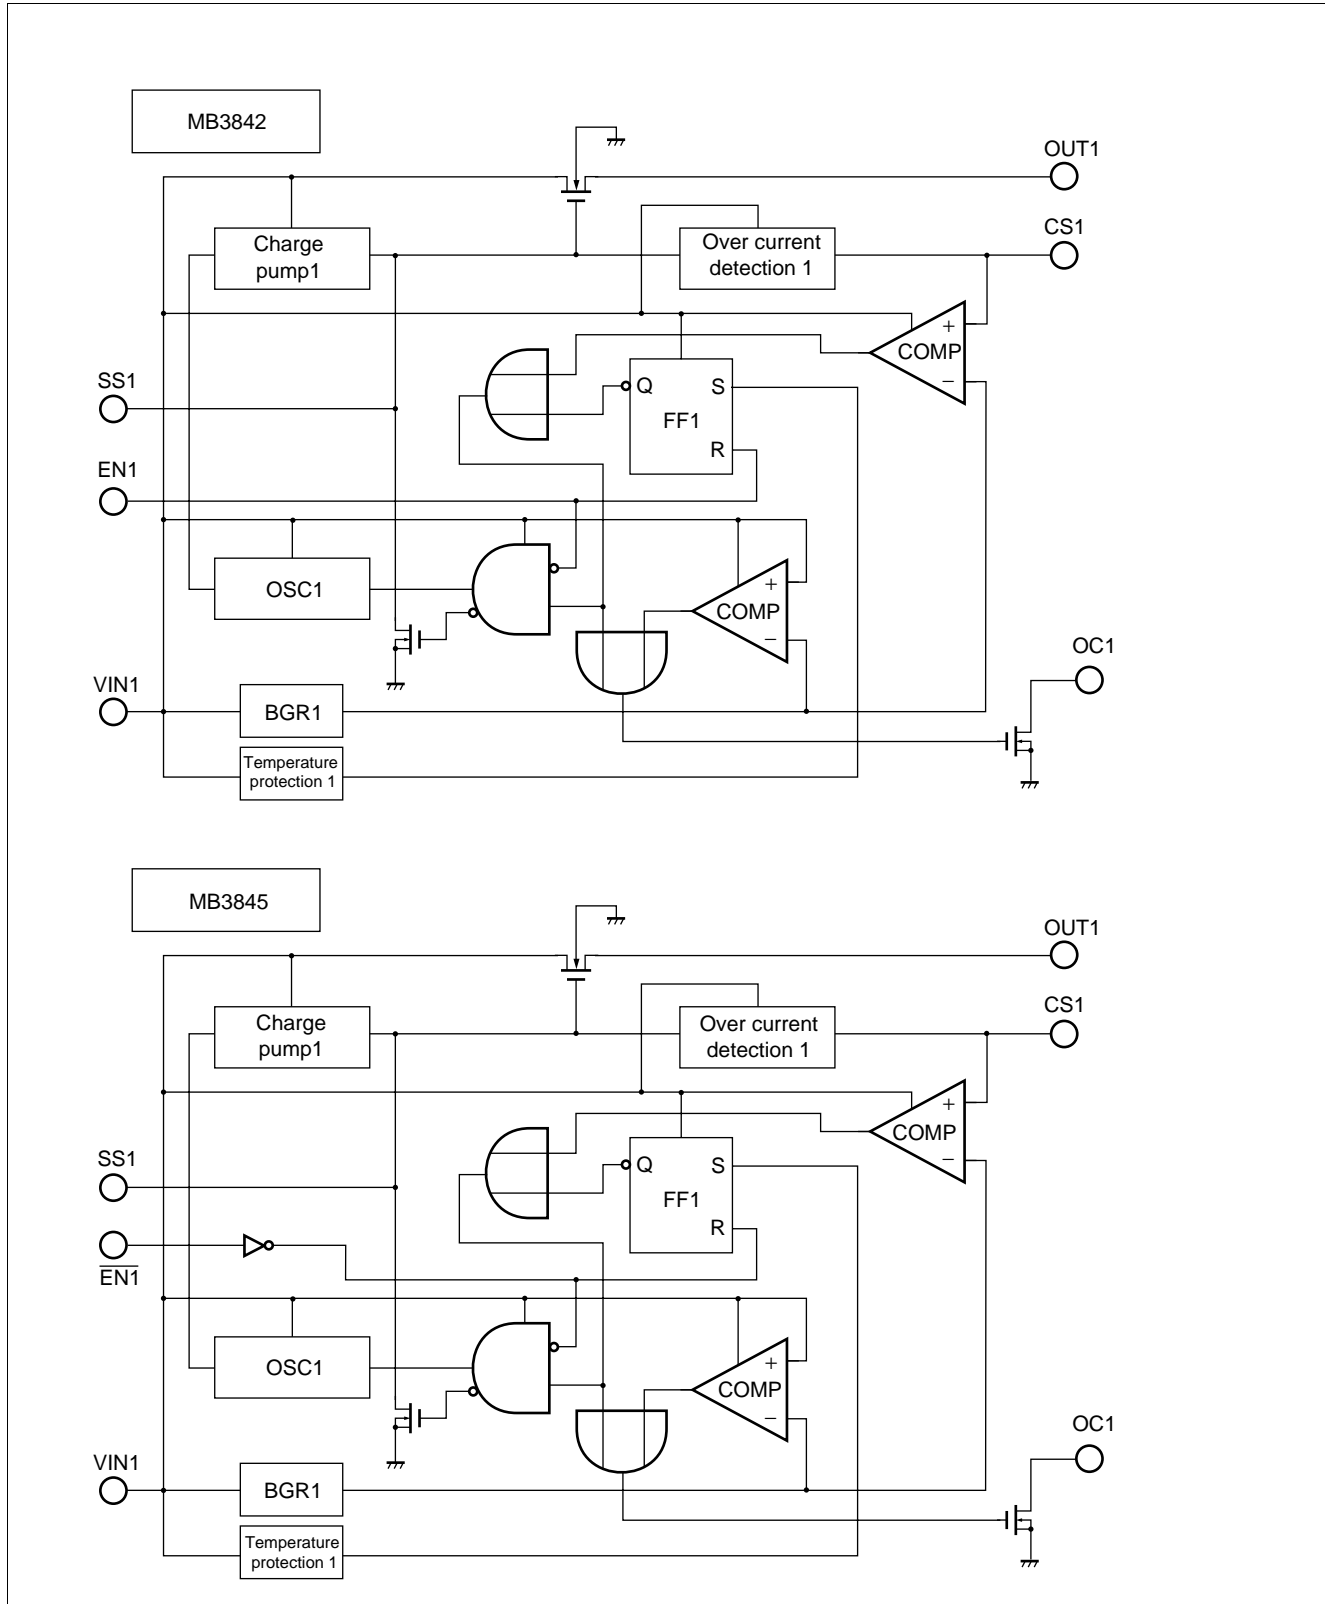 MB3842
OUT1
CS1
Charge
pump1
Over current
detection 1
+
COMP
−
SS1
Q
S
FF1
R
EN1
OSC1
+
COMP
−
OC1
VIN1
BGR1
Temperature
protection 1
MB3845
OUT1
CS1
Charge
pump1
Over current
detection 1
+
COMP
−
SS1
Q
S
FF1
R
EN1
OSC1
+
COMP
−
OC1
VIN1
BGR1
Temperature
protection 1